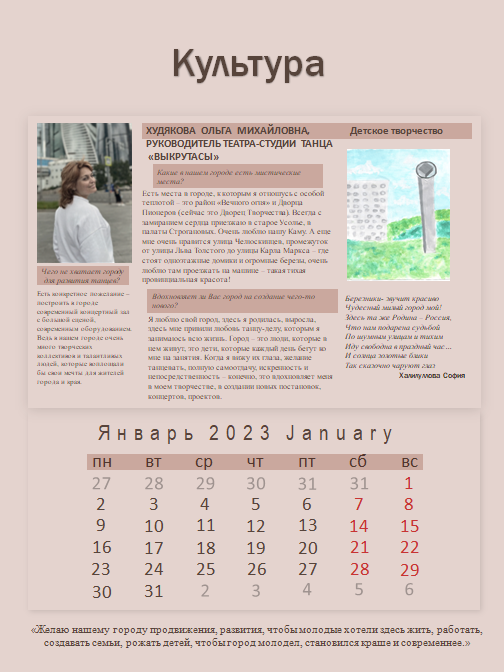 Культура
ХУДЯКОВА ОЛЬГА МИХАЙЛОВНА,
РУКОВОДИТЕЛЬ ТЕАТРА-СТУДИИ ТАНЦА
«ВЫКРУТАСЫ»
Какие в нашем городе есть мистические
места?
Есть места в городе, к которым я отношусь с особой
теплотой – это район «Вечного огня» и Дворца
Пионеров (сейчас это Дворец Творчества). Всегда с
замиранием сердца приезжаю в старое Усолье, в
палаты Строгановых. Очень люблю нашу Каму. А еще
мне очень нравится улица Челюскинцев, промежуток
от улицы Льва Толстого до улицы Карла Маркса – где
стоят одноэтажные домики и огромные березы, очень
люблю там проезжать на машине – такая тихая
провинциальная красота!
Вдохновляет ли Вас город на создание чего-то
нового?
Я люблю свой город, здесь я родилась, выросла,
здесь мне привили любовь танцу-делу, которым я
занимаюсь всю жизнь. Город – это люди, которые в
нем живут, это дети, которые каждый день бегут ко
мне на занятия. Когда я вижу их глаза, желание
танцевать, полную самоотдачу, искренность и
непосредственность – конечно, это вдохновляет меня
в моем творчестве, в создании новых постановок,
концертов, проектов.
Чего не хватает городу
для развития танцев?
Есть конкретное пожелание –
построить в городе
современный концертный зал
с большой сценой,
современным оборудованием.
Ведь в нашем городе очень
много творческих
коллективов и талантливых
людей, которые воплощали
бы свои мечты для жителей
города и края.
Детское творчество
Березники- звучит красиво
Чудесный милый город мой!
Здесь та же Родина – Россия,
Что нам подарена судьбой
По шумным улицам и тихим
Иду свободна в праздный час…
И солнца золотые блики
Так сказочно чаруют глаз
Халиуллова София
Январь 2023 January
пн вт ср чт пт сб вс
27 28 29 30 31 31 1
2 3 4 5 6 7 8
9 10 11 12 13 14 15
16 17 18 19 20 21 22
23 24 25 26 27 28 29
30 31 2 3 4 5 6
«Желаю нашему городу продвижения, развития, чтобы молодые хотели здесь жить, работать,
создавать семьи, рожать детей, чтобы город молодел, становился краше и современнее.»